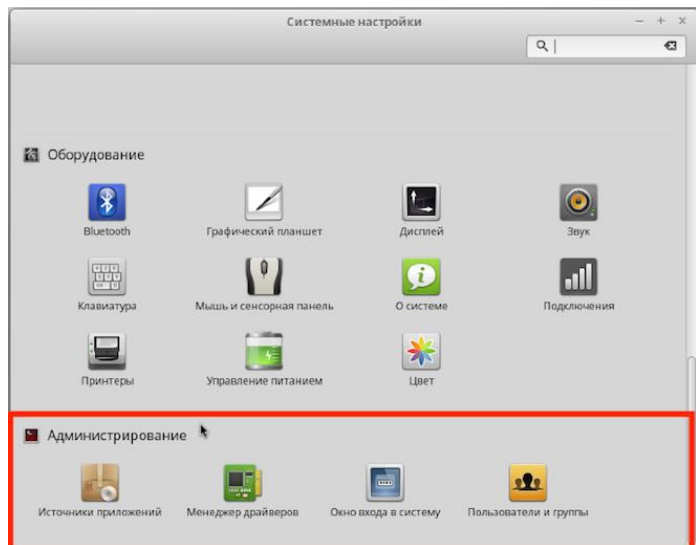 Системные настройки
Оборудование
Bluetooth
Графический планшет
Дисплей
Звук
Клавиатура
Мышь и сенсорная панель
О системе
Подключения
Принтеры
Управление питанием
Цвет
Администрирование
Источники приложений
Менеджер драйверов
Окно входа в систему
Пользователи и группы